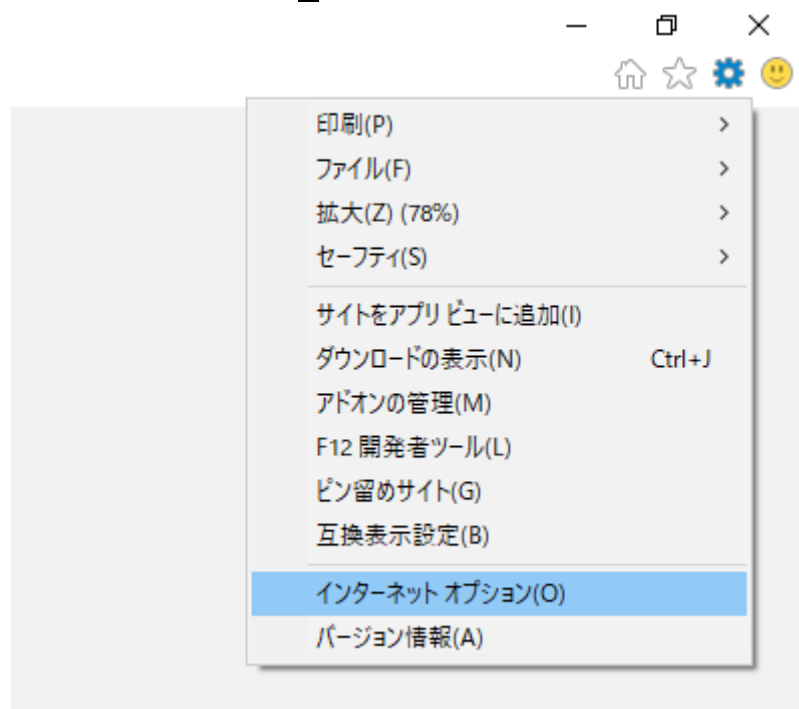 印刷(P)
ファイル(F)
拡大(Z) (78%)
セーフティ(S)
サイトをアプリ ビューに追加(I)
ダウンロードの表示(N) Ctrl+J
アドオンの管理(M)
F12 開発者ツール(L)
ピン留めサイト(G)
互換表示設定(B)
インターネット オプション(O)
バージョン情報(A)